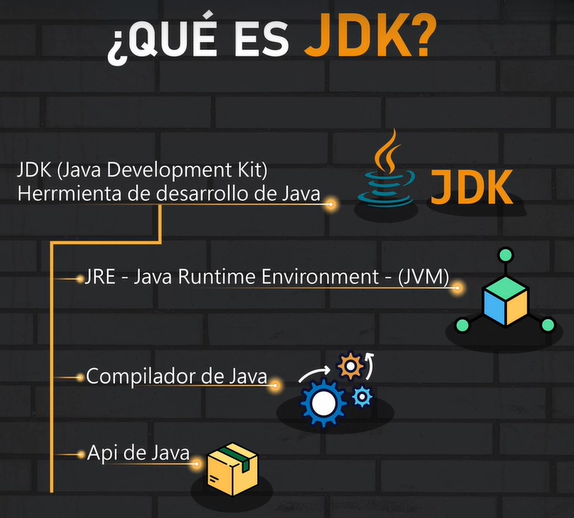 ¿QUÉ ES JDK?
JDK (Java Development Kit)
Herrmienta de desarrollo de Java
JDK
JRE - Java Runtime Environment - (JVM)
Compilador de Java
Api de Java